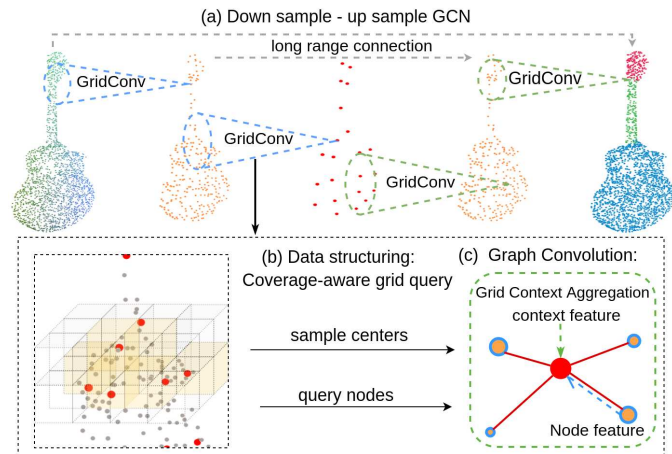 (a) Down sample - up sample GCN
long range connection
GridConv
GridConv
GridConv
GridConv
(b) Data structuring:
Coverage-aware grid query
(c) Graph Convolution:
sample centers
query nodes
Grid Context Aggregation
context feature
Node feature